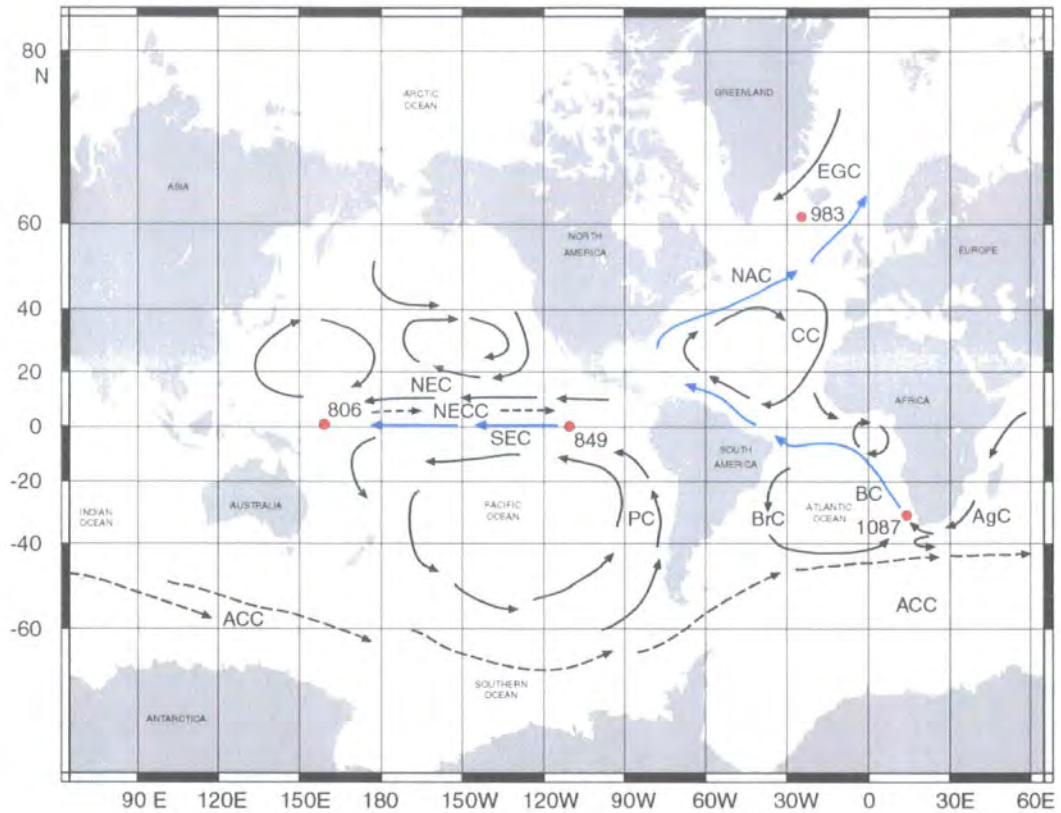 80
N
ARCTIC
OCEAN
GREENLAND
EGC
ASIA
983
60
NORTH
AMERICA
EUROPE
NAC
40
CC
20
NEC
806
NECC
AFRICA
0
849
SEC
SOUTH
AMERICA
-20
AUSTRALIA
PACIFIC
OCEAN
INDIAN
OCEAN
PC
BrC
ATLANTIC
OCEAN
BC
1087
AgC
-40
ACC
ACC
-60
SOUTHERN
OCEAN
ANTARCTICA
90 E 120E 150E 180 150W 120W 90W 60W 30W 0 30E 60E